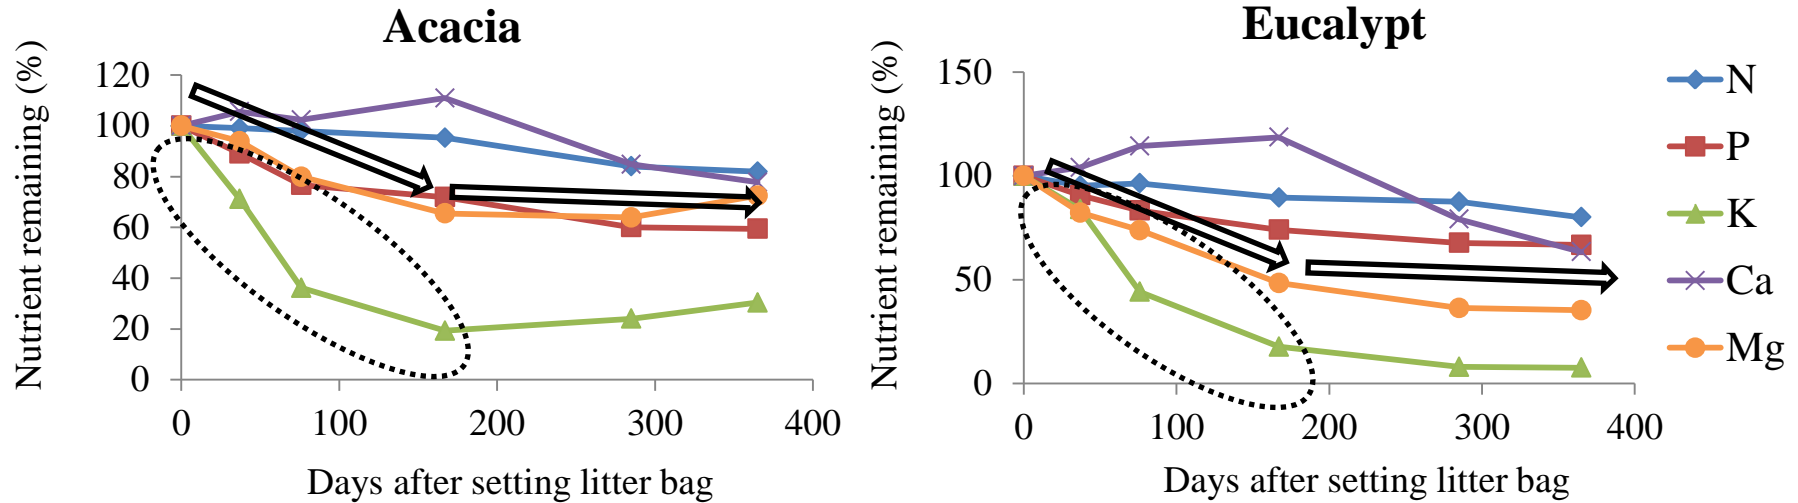 Acacia
Nutrient remaining (%)
120
100
80
60
40
20
0
0 100 200 300 400
Days after setting litter bag
Eucalypt
Nutrient remaining (%)
150
100
50
0
0 100 200 300 400
Days after setting litter bag
N
P
K
Ca
Mg